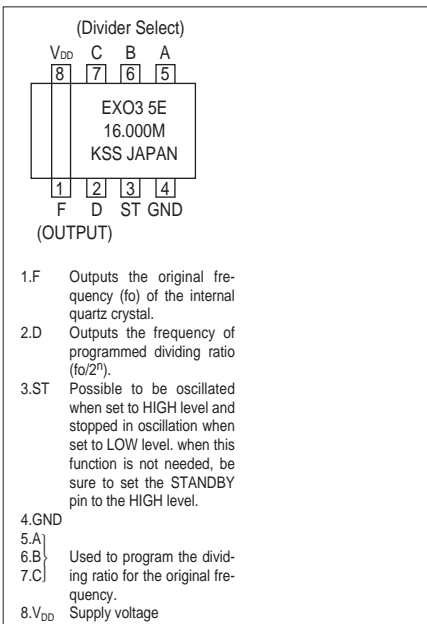 (Divider Select)
VDD C B A
8 7 6 5
EXO3 5E
16.000M
KSS JAPAN
1 2 3 4
F D ST GND
(OUTPUT)
1.F Outputs the original fre-
quency (fo) of the internal
quartz crystal.
2.D Outputs the frequency of
programmed dividing ratio
(fo/2ⁿ).
3.ST Possible to be oscillated
when set to HIGH level and
stopped in oscillation when
set to LOW level. when this
function is not needed, be
sure to set the STANDBY
pin to the HIGH level.
4.GND
5.A
6.B Used to program the divid-
7.C ing ratio for the original fre-
quency.
8.VDD Supply voltage